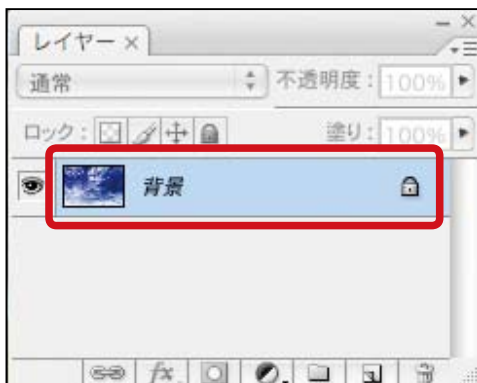 レイヤー ×
通常 不透明度 : 100%
ロック : 塗り : 100%
背景
fx.